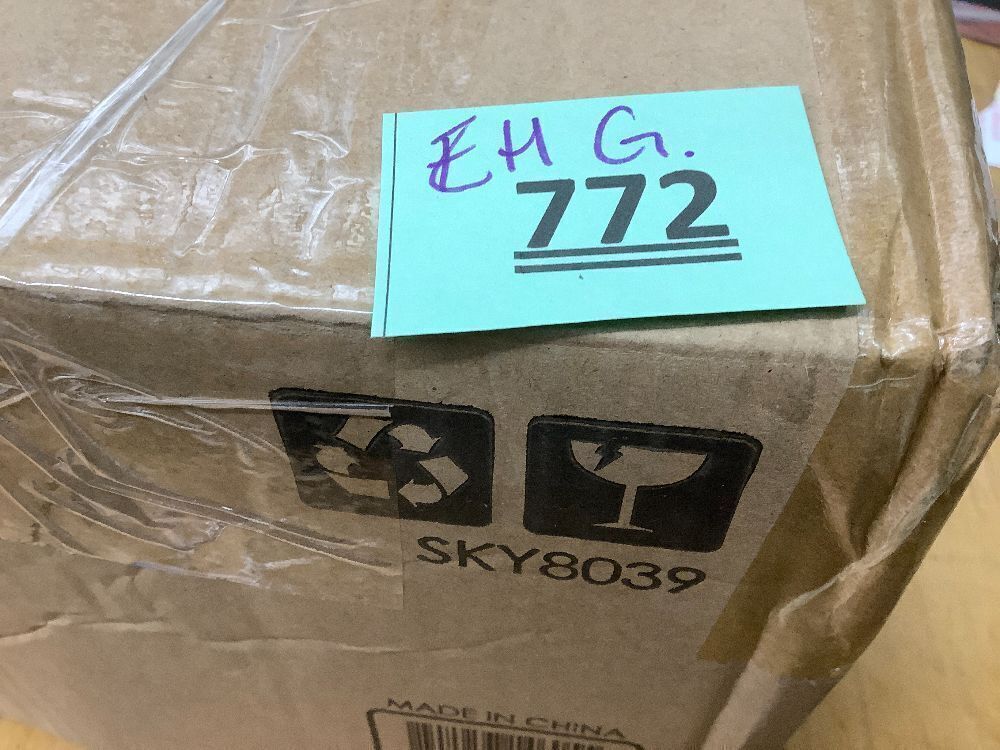 EH G.
772
SKY8039
MADE IN CHINA